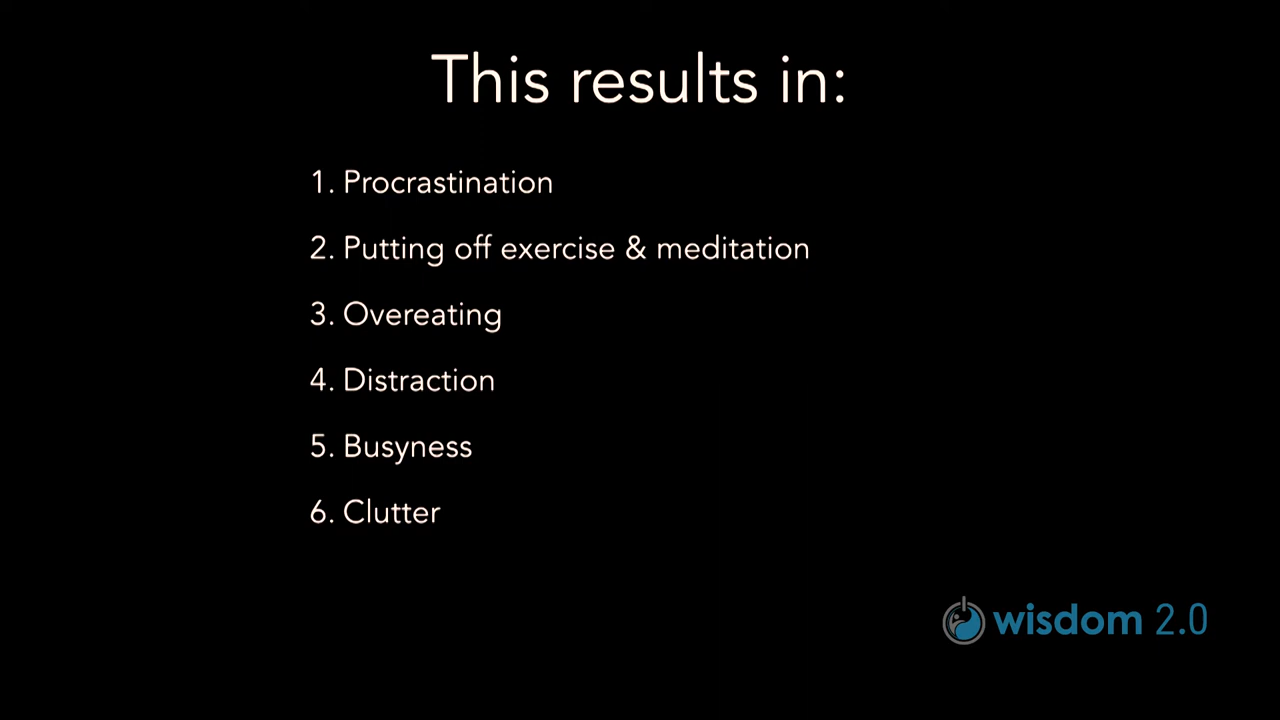 This results in:
1. Procrastination
2. Putting off exercise & meditation
3. Overeating
4. Distraction
5. Busyness
6. Clutter
wisdom 2.0